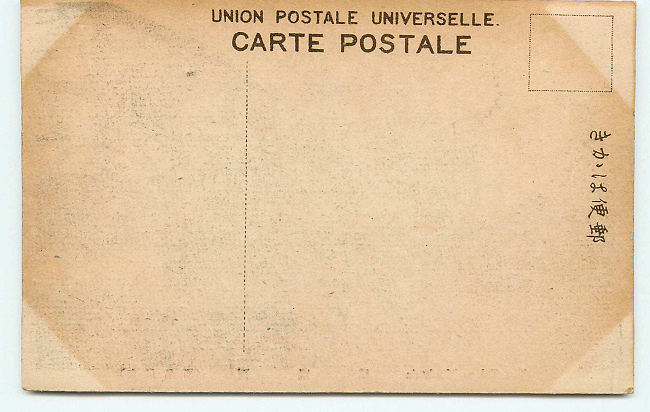 UNION POSTALE UNIVERSELLE.
CARTE POSTALE
きかは便郵